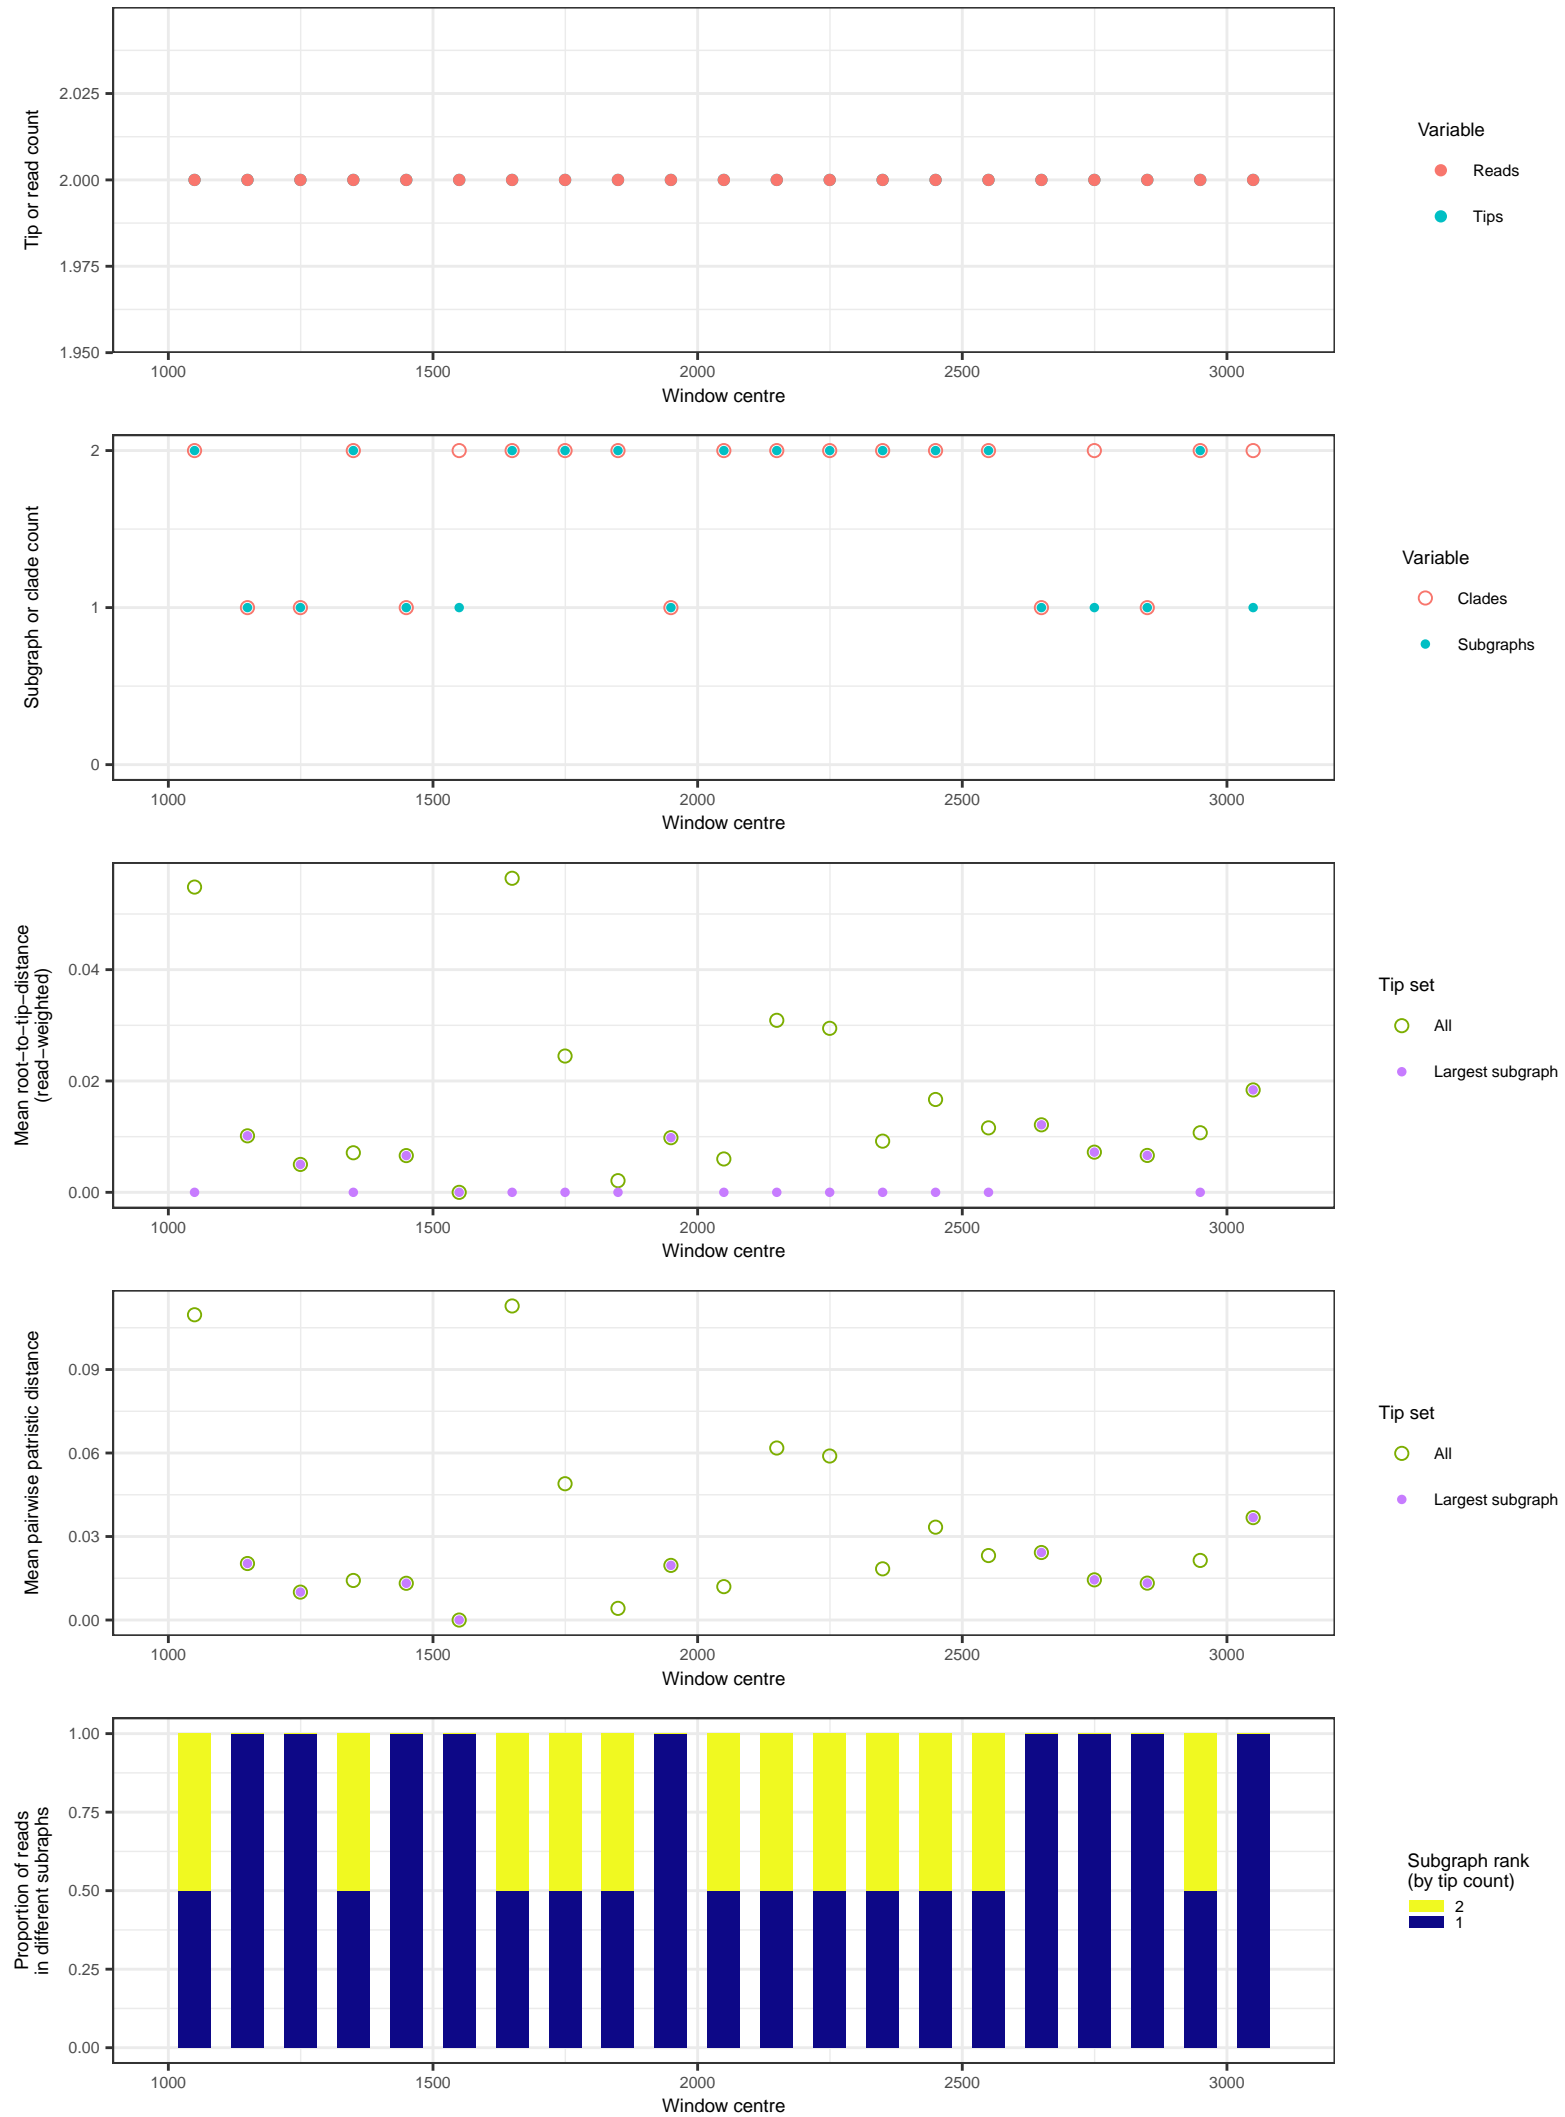 2.025
2.000
1.975
1.950
Tip or read count
1000 1500 2000 2500 3000
Window centre
Variable
Reads
Tips
2
1
0
Subgraph or clade count
1000 1500 2000 2500 3000
Window centre
Variable
Clades
Subgraphs
0.04
0.02
0.00
Mean root−to−tip−distance
(read−weighted)
1000 1500 2000 2500 3000
Window centre
Tip set
All
Largest subgraph
0.09
0.06
0.03
0.00
Mean pairwise patristic distance
1000 1500 2000 2500 3000
Window centre
Tip set
All
Largest subgraph
1.00
0.75
0.50
0.25
0.00
Proportion of reads
in different subraphs
1000 1500 2000 2500 3000
Window centre
Subgraph rank
(by tip count)
2
1